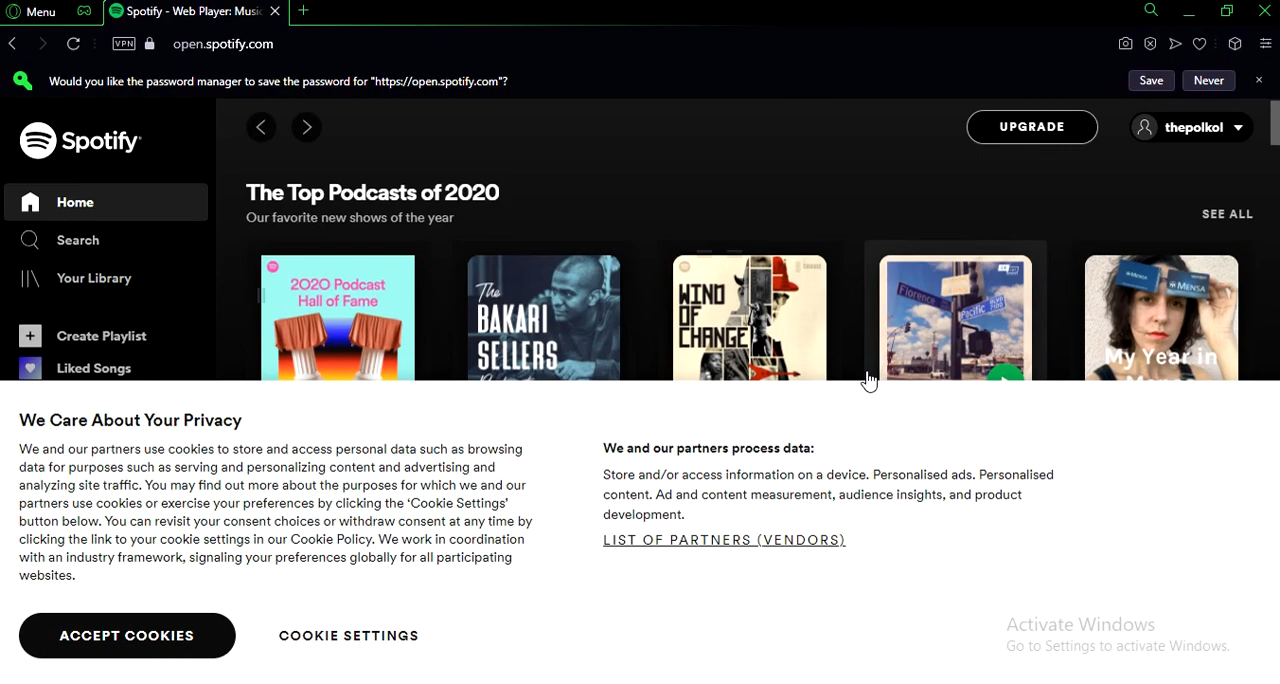 Menu
Spotify - Web Player: Music
VPN
open.spotify.com
Would you like the password manager to save the password for "https://open.spotify.com"?
Save
Never
Spotify
UPGRADE
thepolkol
Home
Search
Your Library
Create Playlist
Liked Songs
The Top Podcasts of 2020
Our favorite new shows of the year
SEE ALL
2020 Podcast
Hall of Fame
The
BAKARI
SELLERS
WIND
OF
CHANGE
Florence
Pacific
MENSA
MENSA
My Year in
We Care About Your Privacy
We and our partners use cookies to store and access personal data such as browsing
data for purposes such as serving and personalizing content and advertising and
analyzing site traffic. You may find out more about the purposes for which we and our
partners use cookies or exercise your preferences by clicking the ‘Cookie Settings’
button below. You can revisit your consent choices or withdraw consent at any time by
clicking the link to your cookie settings in our Cookie Policy. We work in coordination
with an industry framework, signaling your preferences globally for all participating
websites.
We and our partners process data:
Store and/or access information on a device. Personalised ads. Personalised
content. Ad and content measurement, audience insights, and product
development.
LIST OF PARTNERS (VENDORS)
ACCEPT COOKIES
COOKIE SETTINGS
Activate Windows
Go to Settings to activate Windows.